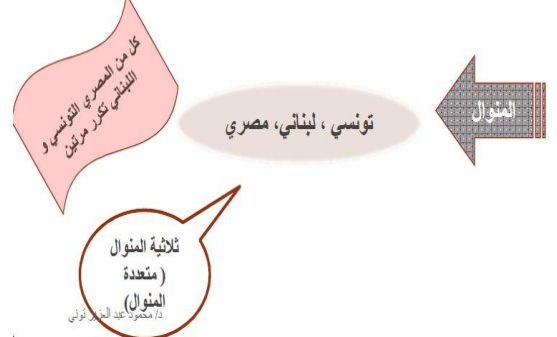 المنوال
تونسي ، لبناني، مصري
كل من المصري التونسي و
اللبناني تكرر مرتين
ثلاثية المنوال
( متعددة
المنوال)
د/ محمود عبد العزيز توني